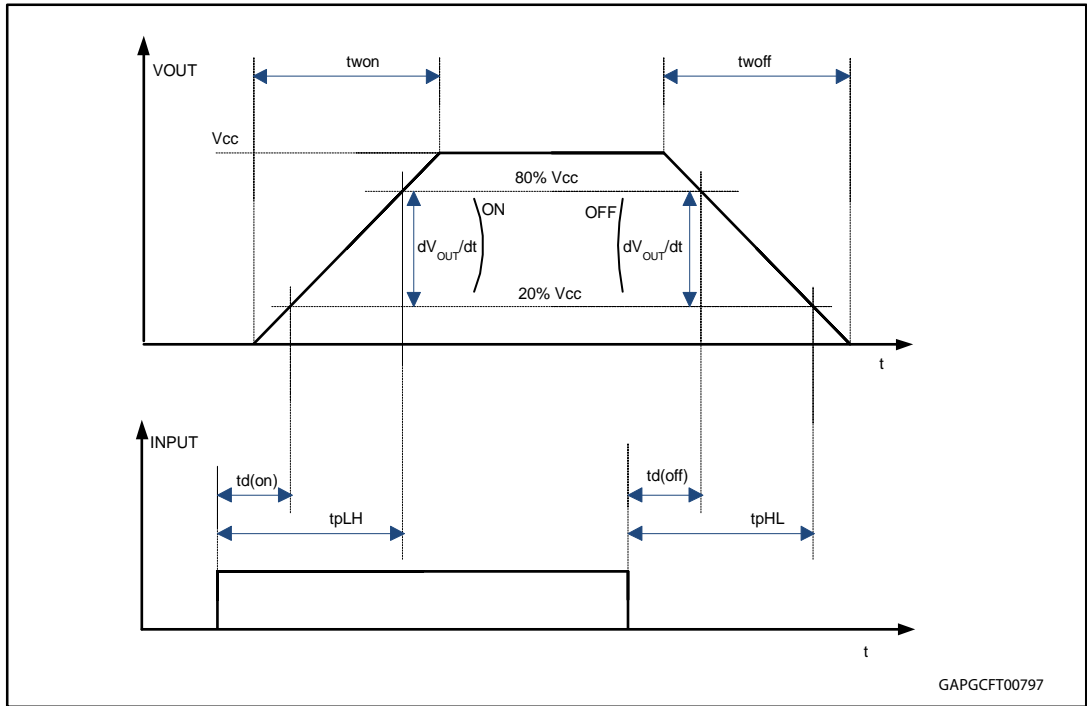 VOUT
twon
twoff
Vcc
80% Vcc
ON
OFF
dVOUT/dt
dVOUT/dt
20% Vcc
t
INPUT
td(on)
td(off)
tpLH
tpHL
t
GAPGCFT00797